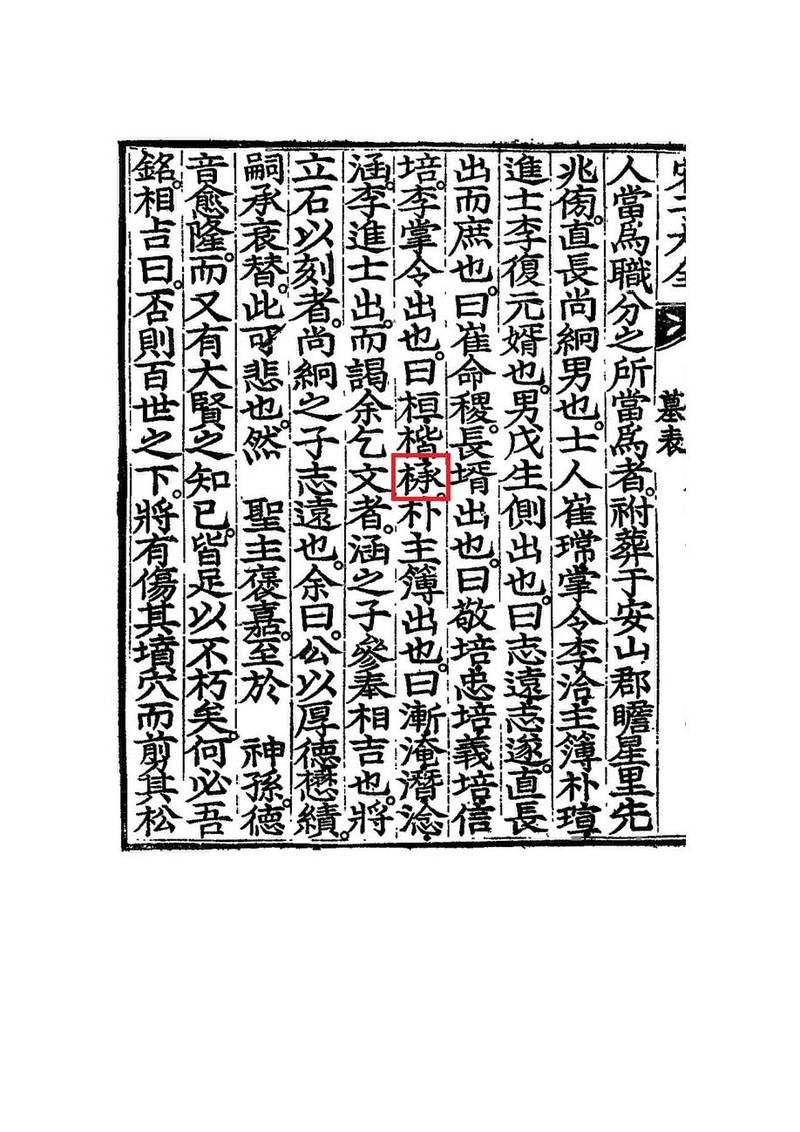 宋子大全
墓表
人當爲職分之所當爲者。祔葬于安山郡瞻星里先
兆傍。直長尚絅男也。士人崔瑺掌令李洽主簿朴瑄
進士李復元婿也。男戊生側出也。曰志遠志遂。直長
出而庶也。曰崔命稷。長壻出也。曰敬培忠培義培信
培。李掌令出也。曰桓楷。朴主簿出也。曰漸淹潛淰
涵。李進士出。而謁余乞文者。涵之子參奉相吉也。將
立石以刻者。尚絅之子志遠也。余曰。公以厚德懋績。
嗣承衰替。此可悲也。然 聖主褒嘉。至於 神孫德
音愈隆。而又有大賢之知已。皆足以不朽矣。何必吾
銘。相吉曰。否則百世之下。將有傷其墳穴而剪其松